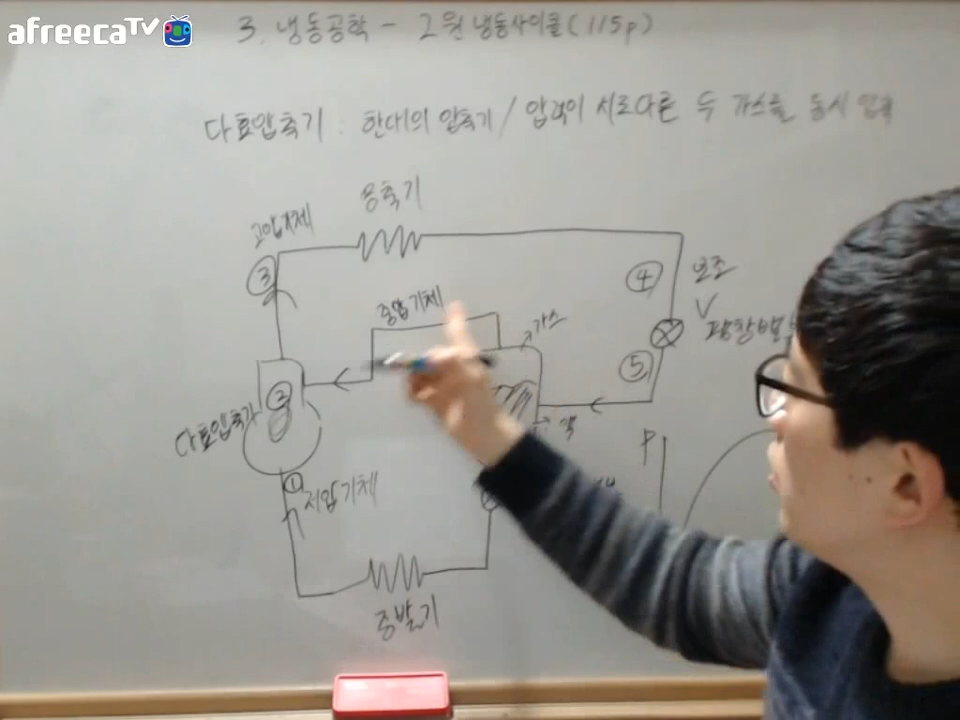 afreecaTV
3. 냉동공학 - 2원 냉동사이클 (115p)
다효압축기 : 한대의 압축기 / 압력이 서로다른 두 가스를 동시 압축
응축기
고압기체
③
④
보조
팽창밸브
중압기체
가스
⑤
②
다효압축기
액
P
①
저압기체
증발기